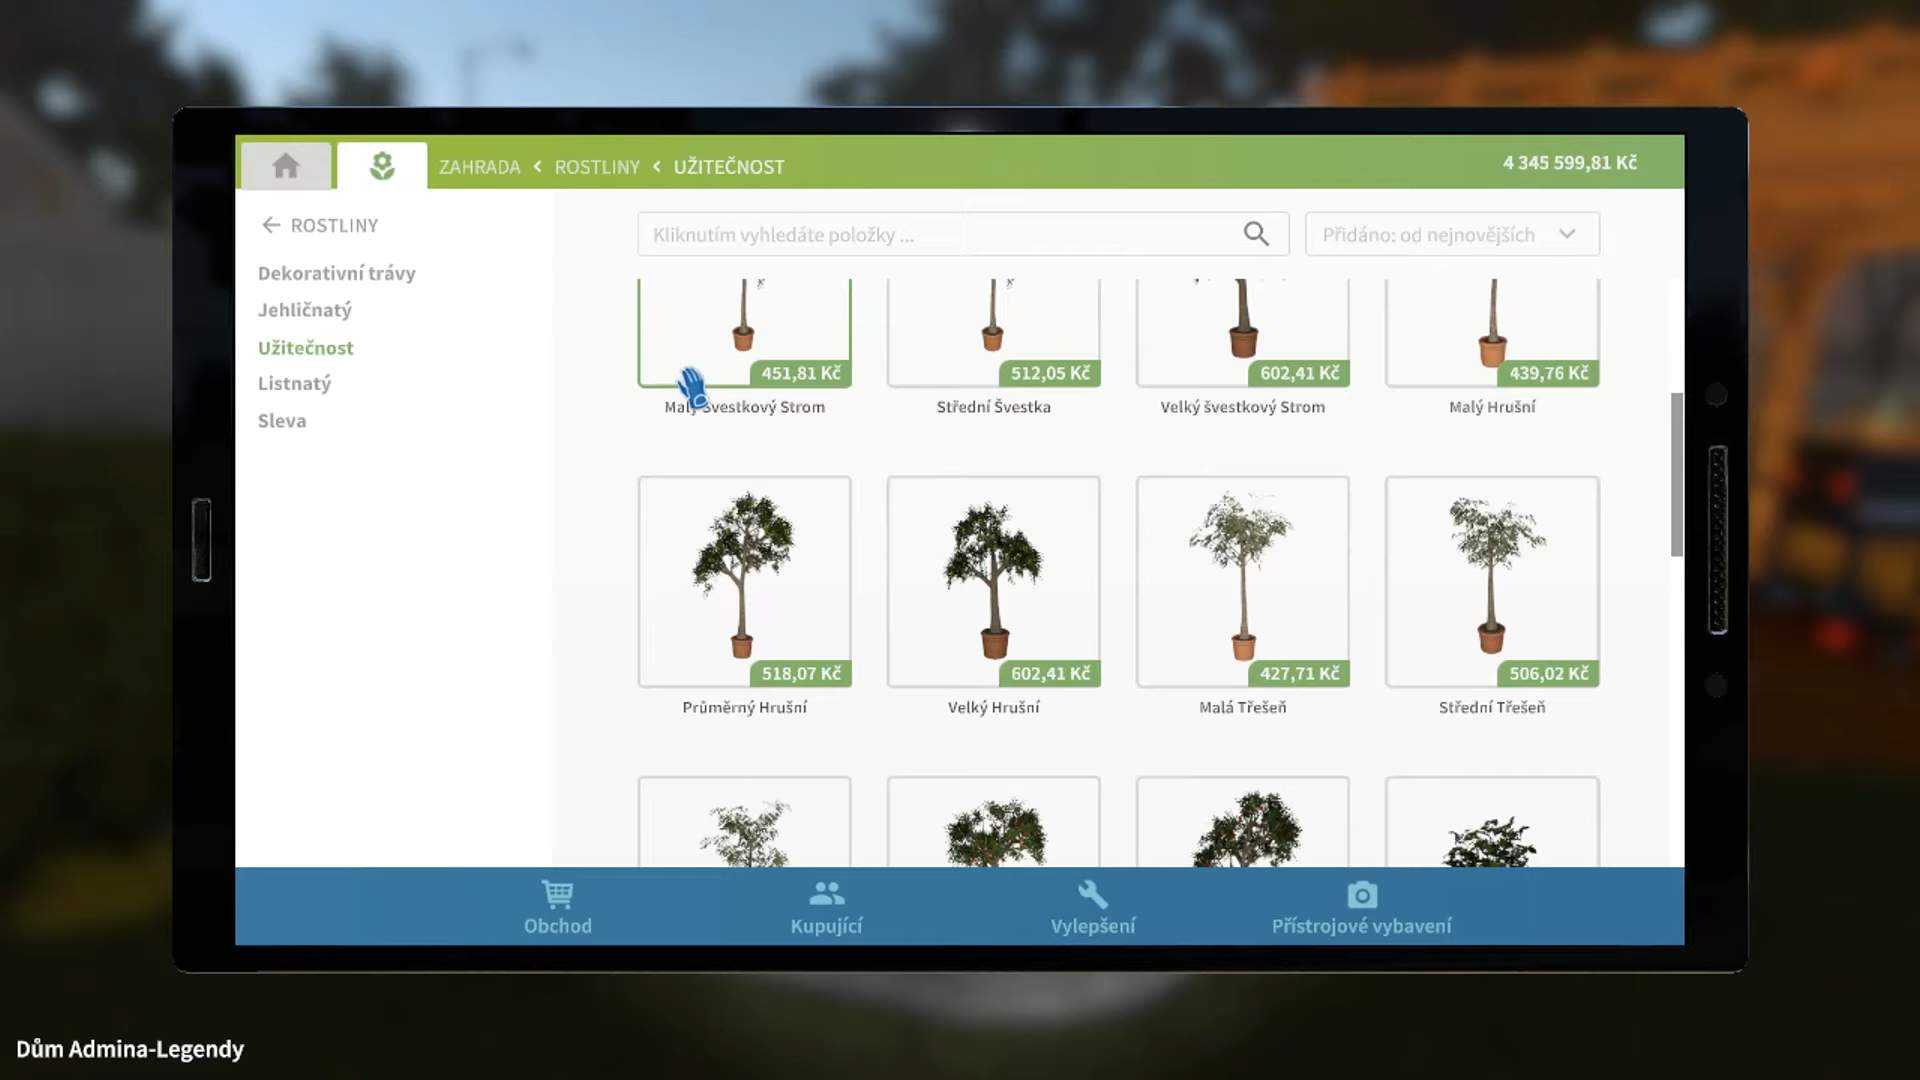 ZAHRADA < ROSTLINY < UŽITEČNOST
4 345 599,81 Kč
← ROSTLINY
Dekorativní trávy
Jehličnatý
Užitečnost
Listnatý
Sleva
Kliknutím vyhledáte položky ...
Přidáno: od nejnovějších
451,81 Kč
512,05 Kč
602,41 Kč
439,76 Kč
Malý Švestkový Strom
Střední Švestka
Velký švestkový Strom
Malý Hrušní
518,07 Kč
602,41 Kč
427,71 Kč
506,02 Kč
Průměrný Hrušní
Velký Hrušní
Malá Třešeň
Střední Třešeň
Obchod
Kupující
Vylepšení
Přístrojové vybavení
Dům Admina-Legendy